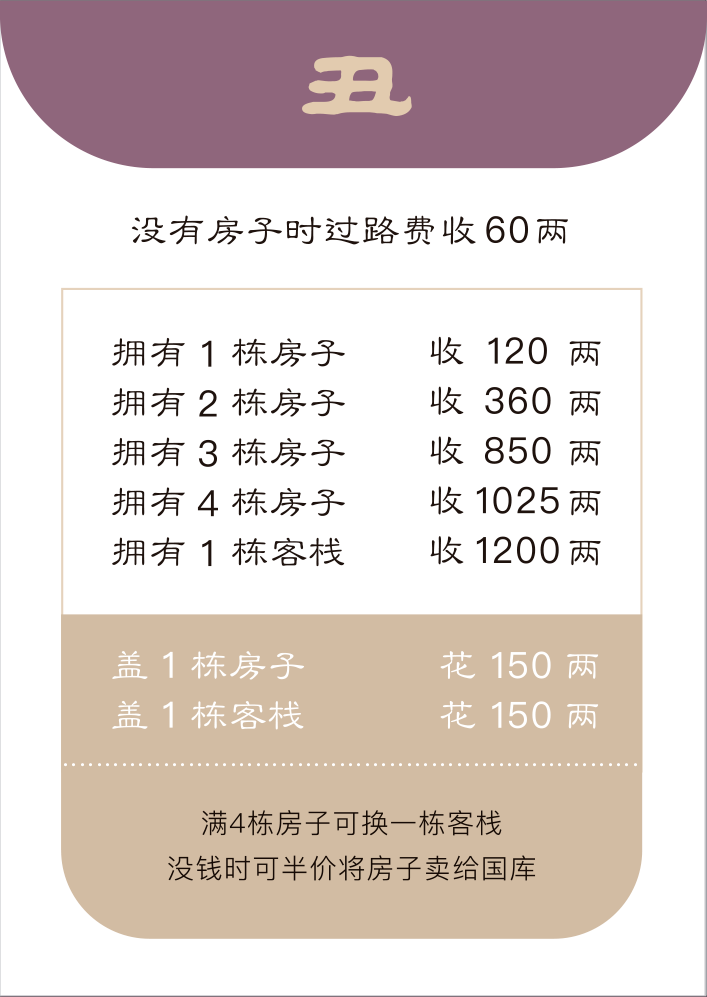 丑
没有房子时过路费收60两
拥有 1 栋房子 收 120 两
拥有 2 栋房子 收 360 两
拥有 3 栋房子 收 850 两
拥有 4 栋房子 收 1025 两
拥有 1 栋客栈 收 1200 两
盖 1 栋房子 花 150 两
盖 1 栋客栈 花 150 两
满4栋房子可换一栋客栈
没钱时可半价将房子卖给国库